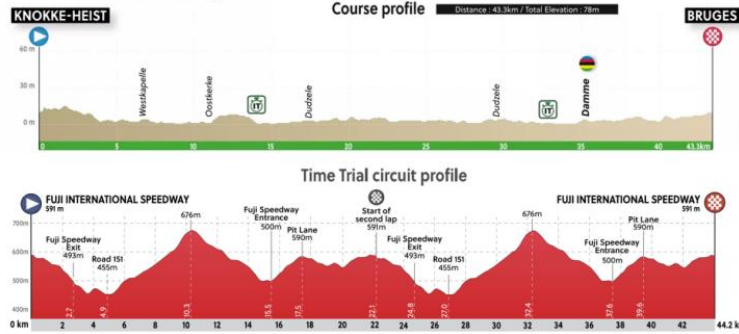 Course profile
Distance : 43.3km / Total Elevation : 78m
KNOKKE-HEIST
BRUGES
60 m
30 m
0 m
Westkapelle
Oostkerke
IT
Dudzele
Dudzele
IT
Damme
0 5 10 15 20 25 30 35 40 43.3km
Time Trial circuit profile
FUJI INTERNATIONAL SPEEDWAY
591 m
FUJI INTERNATIONAL SPEEDWAY
591 m
700m
600m
500m
400m
Fuji Speedway
Exit
493m
Road 151
455m
676m
Fuji Speedway
Entrance
500m
Pit Lane
590m
Start of
second lap
591m
Fuji Speedway
Exit
493m
Road 151
455m
676m
Fuji Speedway
Entrance
500m
Pit Lane
590m
2.7 4.9 10.3 15.5 17.5 22.1 24.8 27.0 32.4 37.6 39.6
0 km 2 4 6 8 10 12 14 16 18 20 22 24 26 28 30 32 34 36 38 40 42 44.2 k